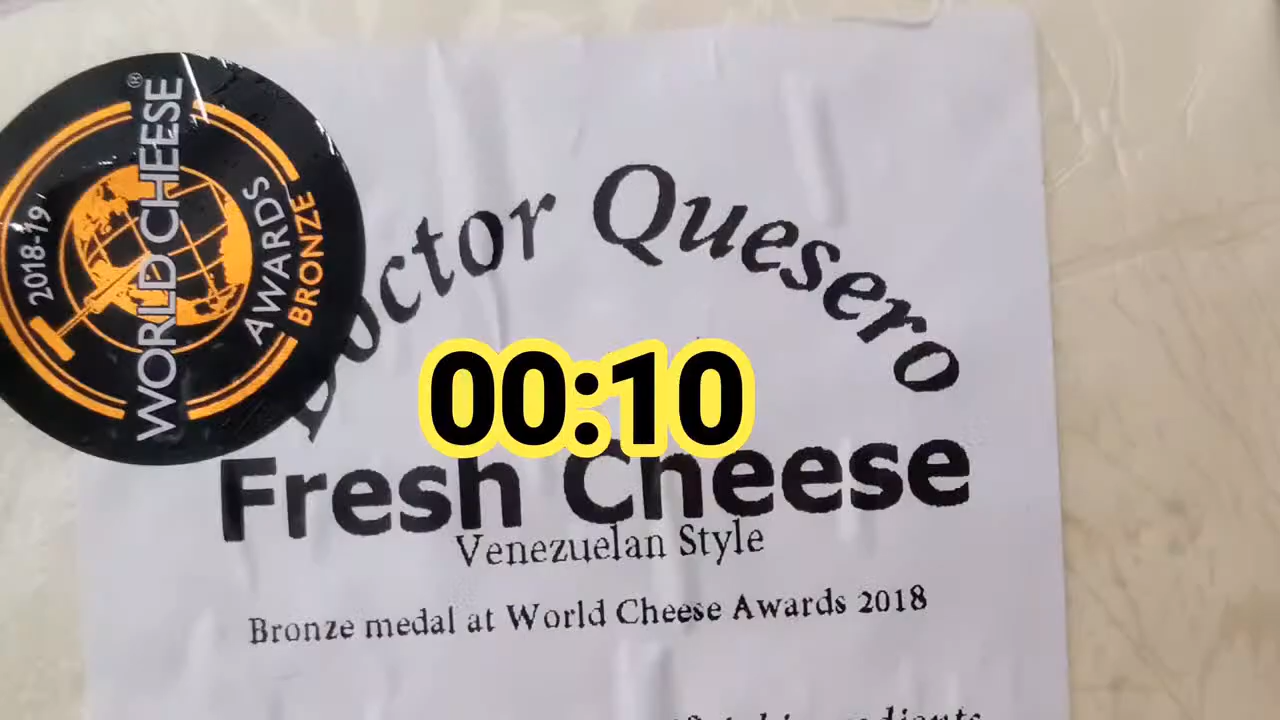 2018-19
WORLD CHEESE®
AWARDS
BRONZE
Doctor Quesero
00:10
Fresh Cheese
Venezuelan Style
Bronze medal at World Cheese Awards 2018